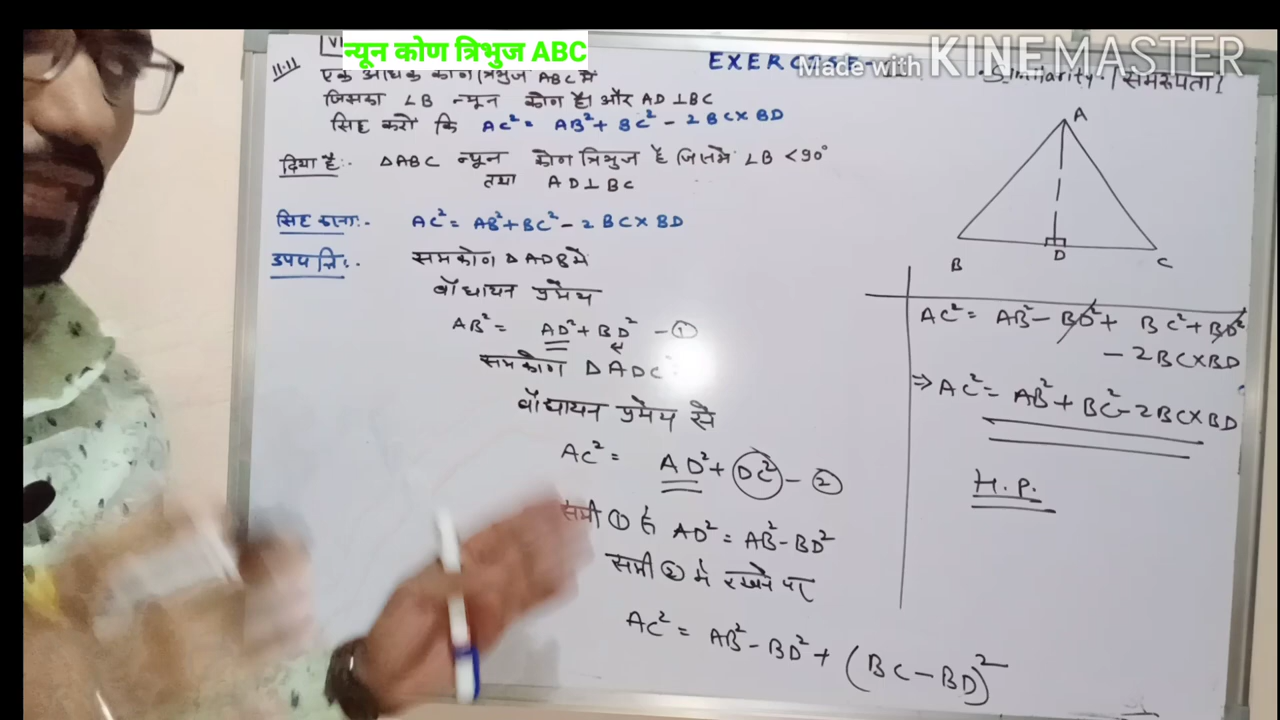 न्यून कोण त्रिभुज ABC
EXERCISE
Made with KINEMASTER
Similarity (समरूपता)
11.11 एक अधिक कोण त्रिभुज ABC में
जिसका ∠B न्यून कोण है। और AD⊥BC
सिद्ध करो कि AC² = AB² + BC² - 2BC×BD
दिया है:- △ABC न्यून कोण त्रिभुज है जिसमें ∠B < 90°
तथा AD⊥BC
सिद्ध करना:- AC² = AB² + BC² - 2BC×BD
उपपत्ति:- समकोण △ADB में
बौधायन प्रमेय
AB² = AD² + BD² - ①
समकोण △ADC
बौधायन प्रमेय से
AC² = AD² + DC² - ②
समी ① से AD² = AB² - BD²
समी ② में रखने पर
AC² = AB² - BD² + (BC - BD)²
A
B D C
AC² = AB² - BD² + BC² + BD²
- 2BC×BD
⇒ AC² = AB² + BC² - 2BC×BD
H.P.